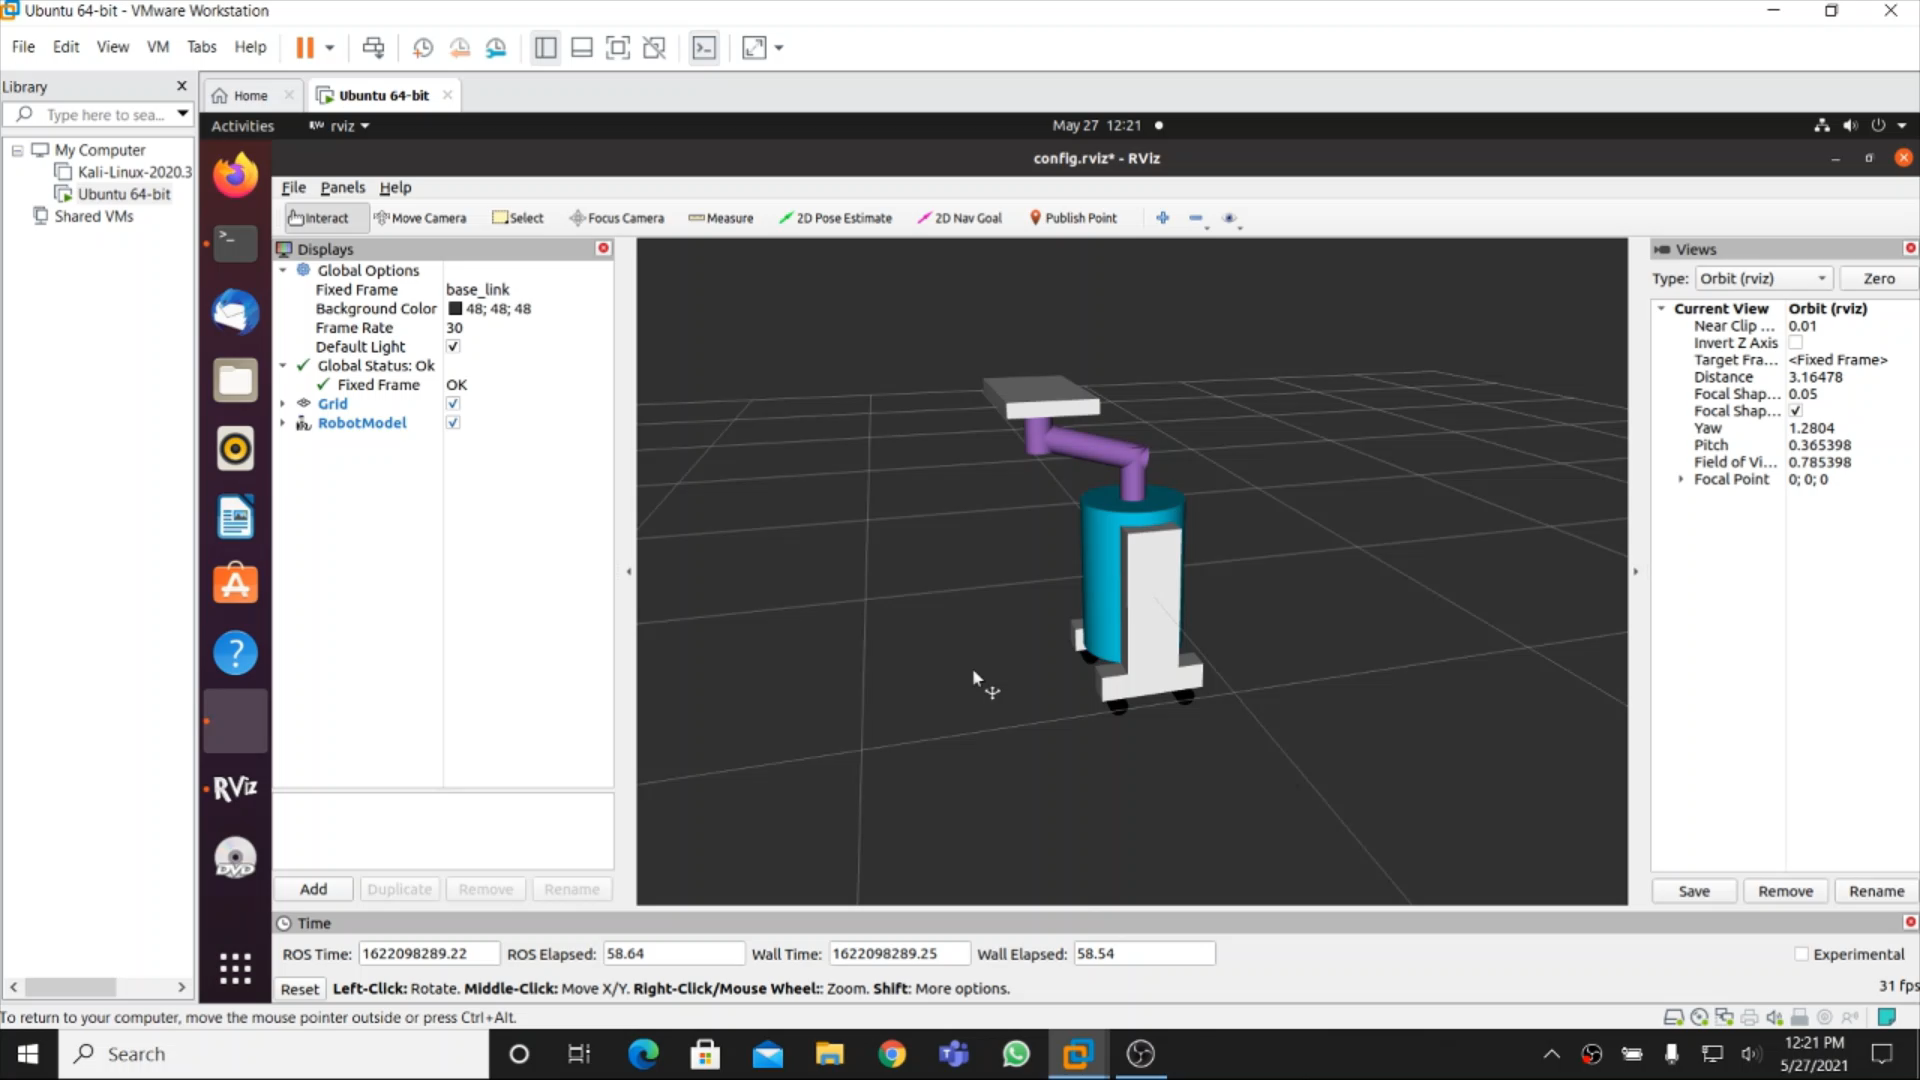 Ubuntu 64-bit - VMware Workstation
File Edit View VM Tabs Help
Library
Type here to sea...
My Computer
Kali-Linux-2020.3
Ubuntu 64-bit
Shared VMs
Home
Ubuntu 64-bit
Activities
rviz
May 27 12:21
config.rviz* - RViz
File Panels Help
Interact Move Camera Select Focus Camera Measure 2D Pose Estimate 2D Nav Goal Publish Point
Displays
Global Options
Fixed Frame base_link
Background Color 48; 48; 48
Frame Rate 30
Default Light
Global Status: Ok
Fixed Frame OK
Grid
RobotModel
Add Duplicate Remove Rename
Views
Type: Orbit (rviz) Zero
Current View Orbit (rviz)
Near Clip ... 0.01
Invert Z Axis
Target Fra... <Fixed Frame>
Distance 3.16478
Focal Shap... 0.05
Focal Shap...
Yaw 1.2804
Pitch 0.365398
Field of Vi... 0.785398
Focal Point 0; 0; 0
Save Remove Rename
RViz
DVD
Time
ROS Time: 1622098289.22 ROS Elapsed: 58.64 Wall Time: 1622098289.25 Wall Elapsed: 58.54 Experimental
Reset Left-Click: Rotate. Middle-Click: Move X/Y. Right-Click/Mouse Wheel:: Zoom. Shift: More options. 31 fps
To return to your computer, move the mouse pointer outside or press Ctrl+Alt.
Search
12:21 PM
5/27/2021